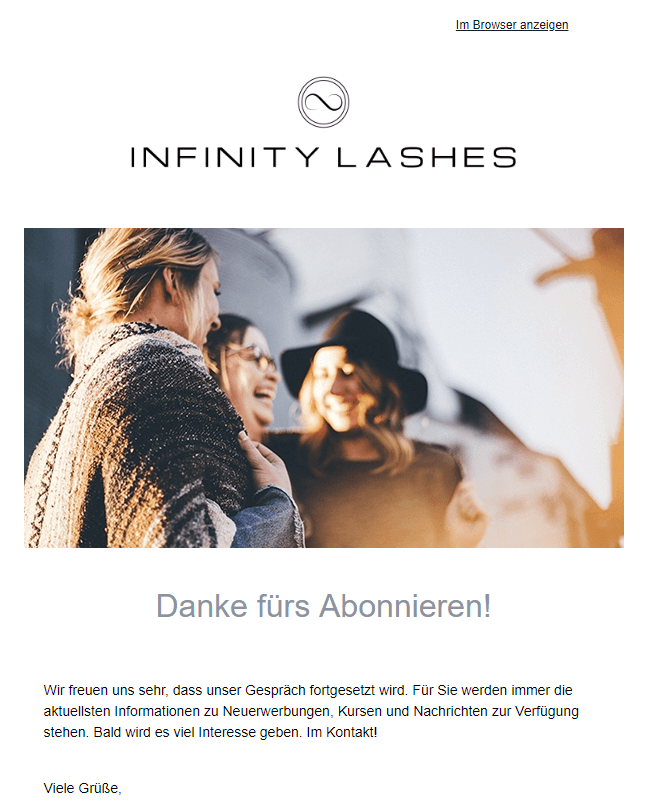 Im Browser anzeigen
INFINITY LASHES
Danke fürs Abonnieren!
Wir freuen uns sehr, dass unser Gespräch fortgesetzt wird. Für Sie werden immer die
aktuellsten Informationen zu Neuerwerbungen, Kursen und Nachrichten zur Verfügung
stehen. Bald wird es viel Interesse geben. Im Kontakt!
Viele Grüße,